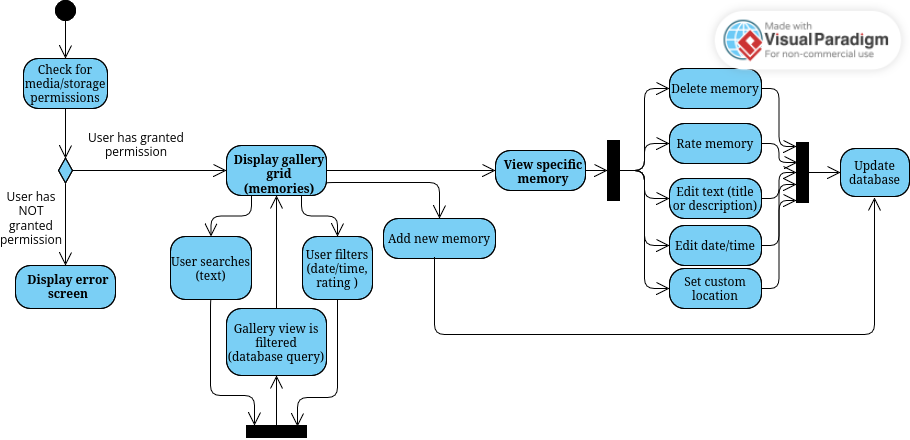 Made with
Visual Paradigm
For non-commercial use
Check for
media/storage
permissions
User has granted
permission
User has
NOT
granted
permission
Display error
screen
Display gallery
grid
(memories)
User searches
(text)
User filters
(date/time,
rating )
Gallery view is
filtered
(database query)
Add new memory
View specific
memory
Delete memory
Rate memory
Edit text (title
or description)
Edit date/time
Set custom
location
Update
database